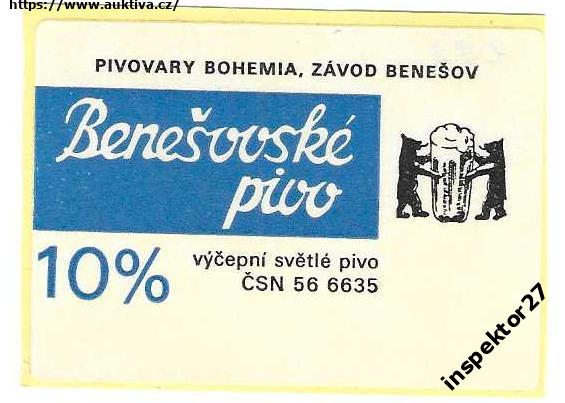 https://www.auktiva.cz/
PIVOVARY BOHEMIA, ZÁVOD BENEŠOV
Benešovské
pivo
10%
výčepní světlé pivo
ČSN 56 6635
inspektor27